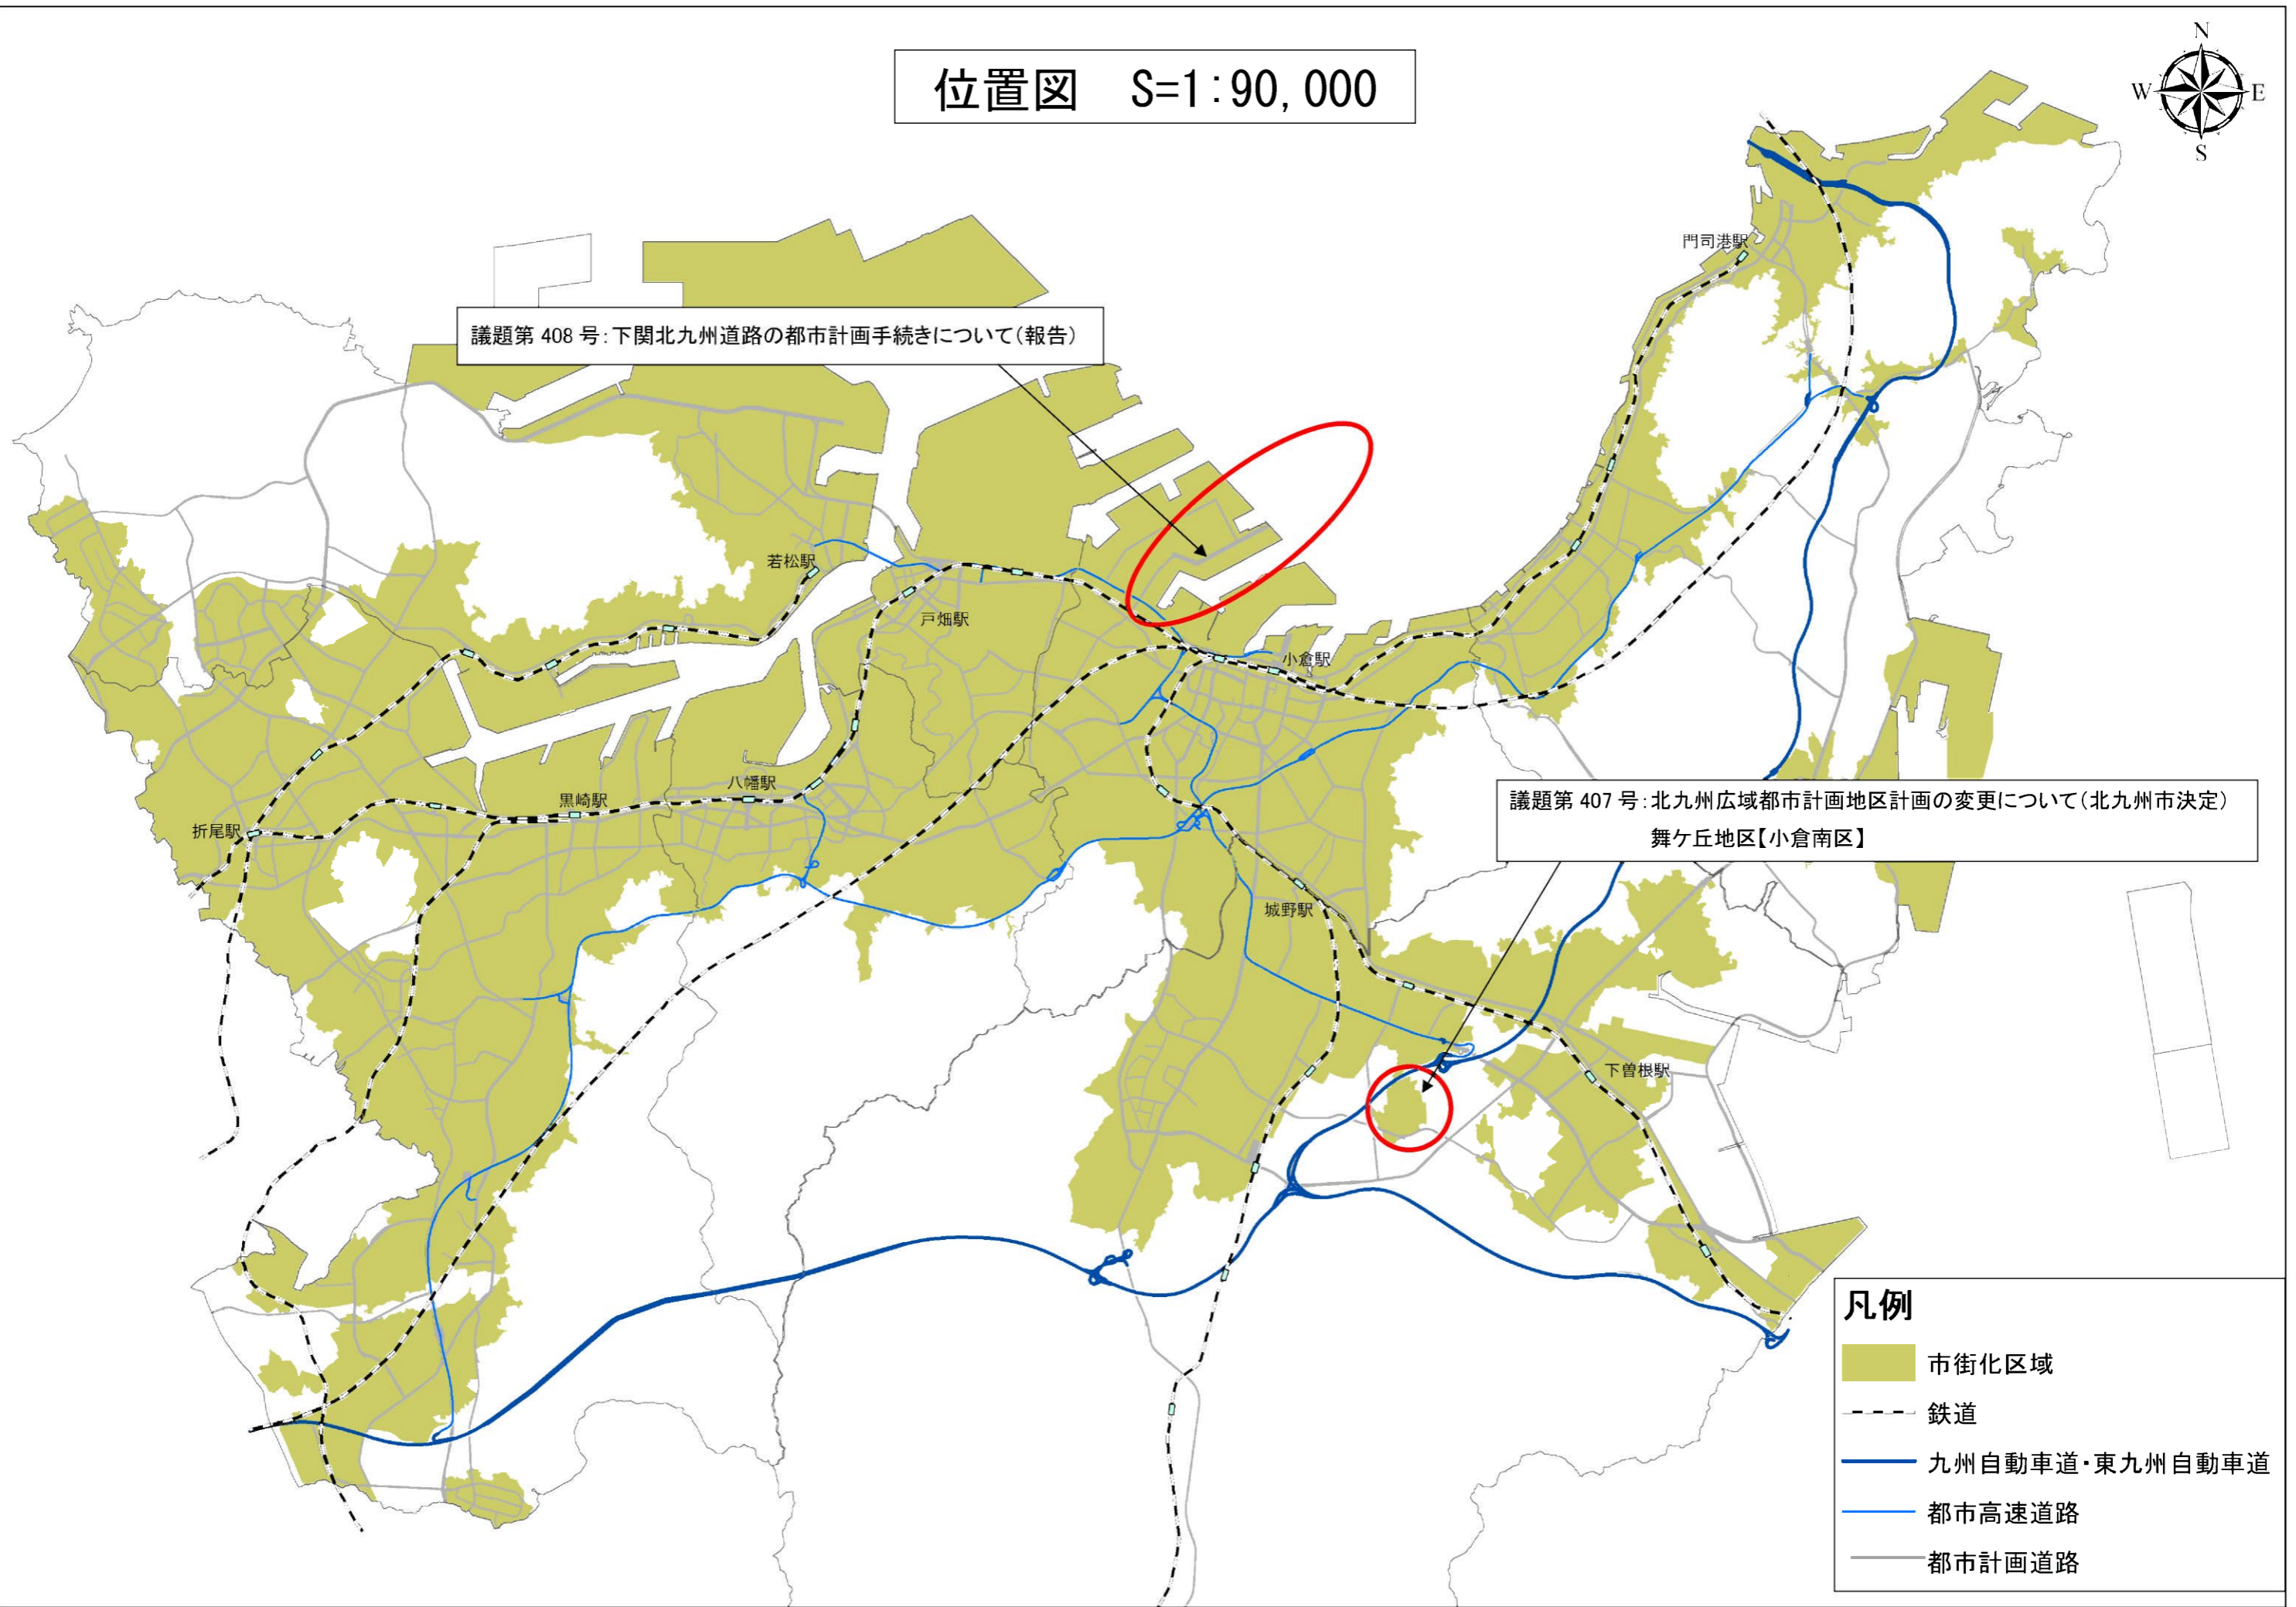 位置図　S=1:90,000
N
W
E
S
門司港駅
議題第 408 号:下関北九州道路の都市計画手続きについて(報告)
若松駅
戸畑駅
小倉駅
八幡駅
黒崎駅
折尾駅
議題第 407 号:北九州広域都市計画地区計画の変更について(北九州市決定)
舞ケ丘地区【小倉南区】
城野駅
下曽根駅
凡例
市街化区域
鉄道
九州自動車道・東九州自動車道
都市高速道路
都市計画道路